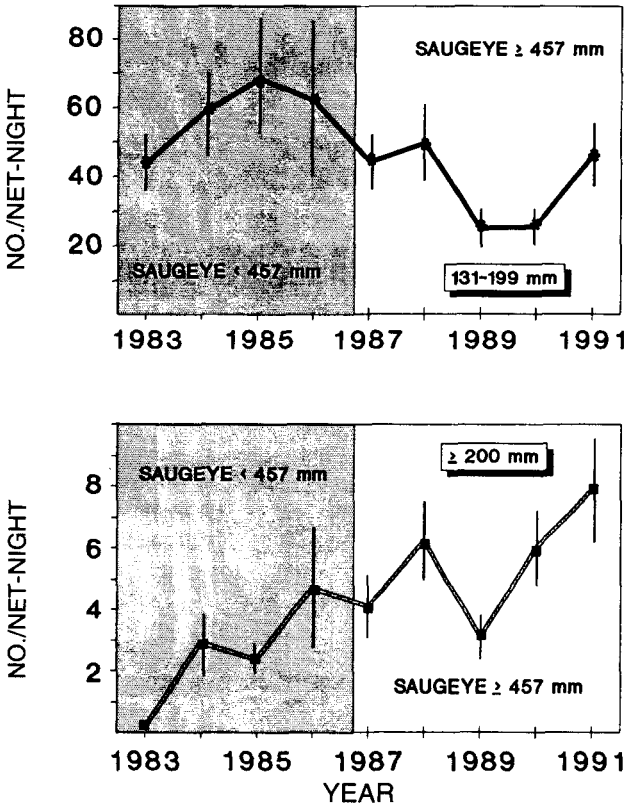 80
60
40
20
NO./NET-NIGHT
SAUGEYE ≥ 457 mm
SAUGEYE < 457 mm
131-199 mm
1983 1985 1987 1989 1991
8
6
4
2
NO./NET-NIGHT
≥ 200 mm
SAUGEYE < 457 mm
SAUGEYE ≥ 457 mm
1983 1985 1987 1989 1991
YEAR